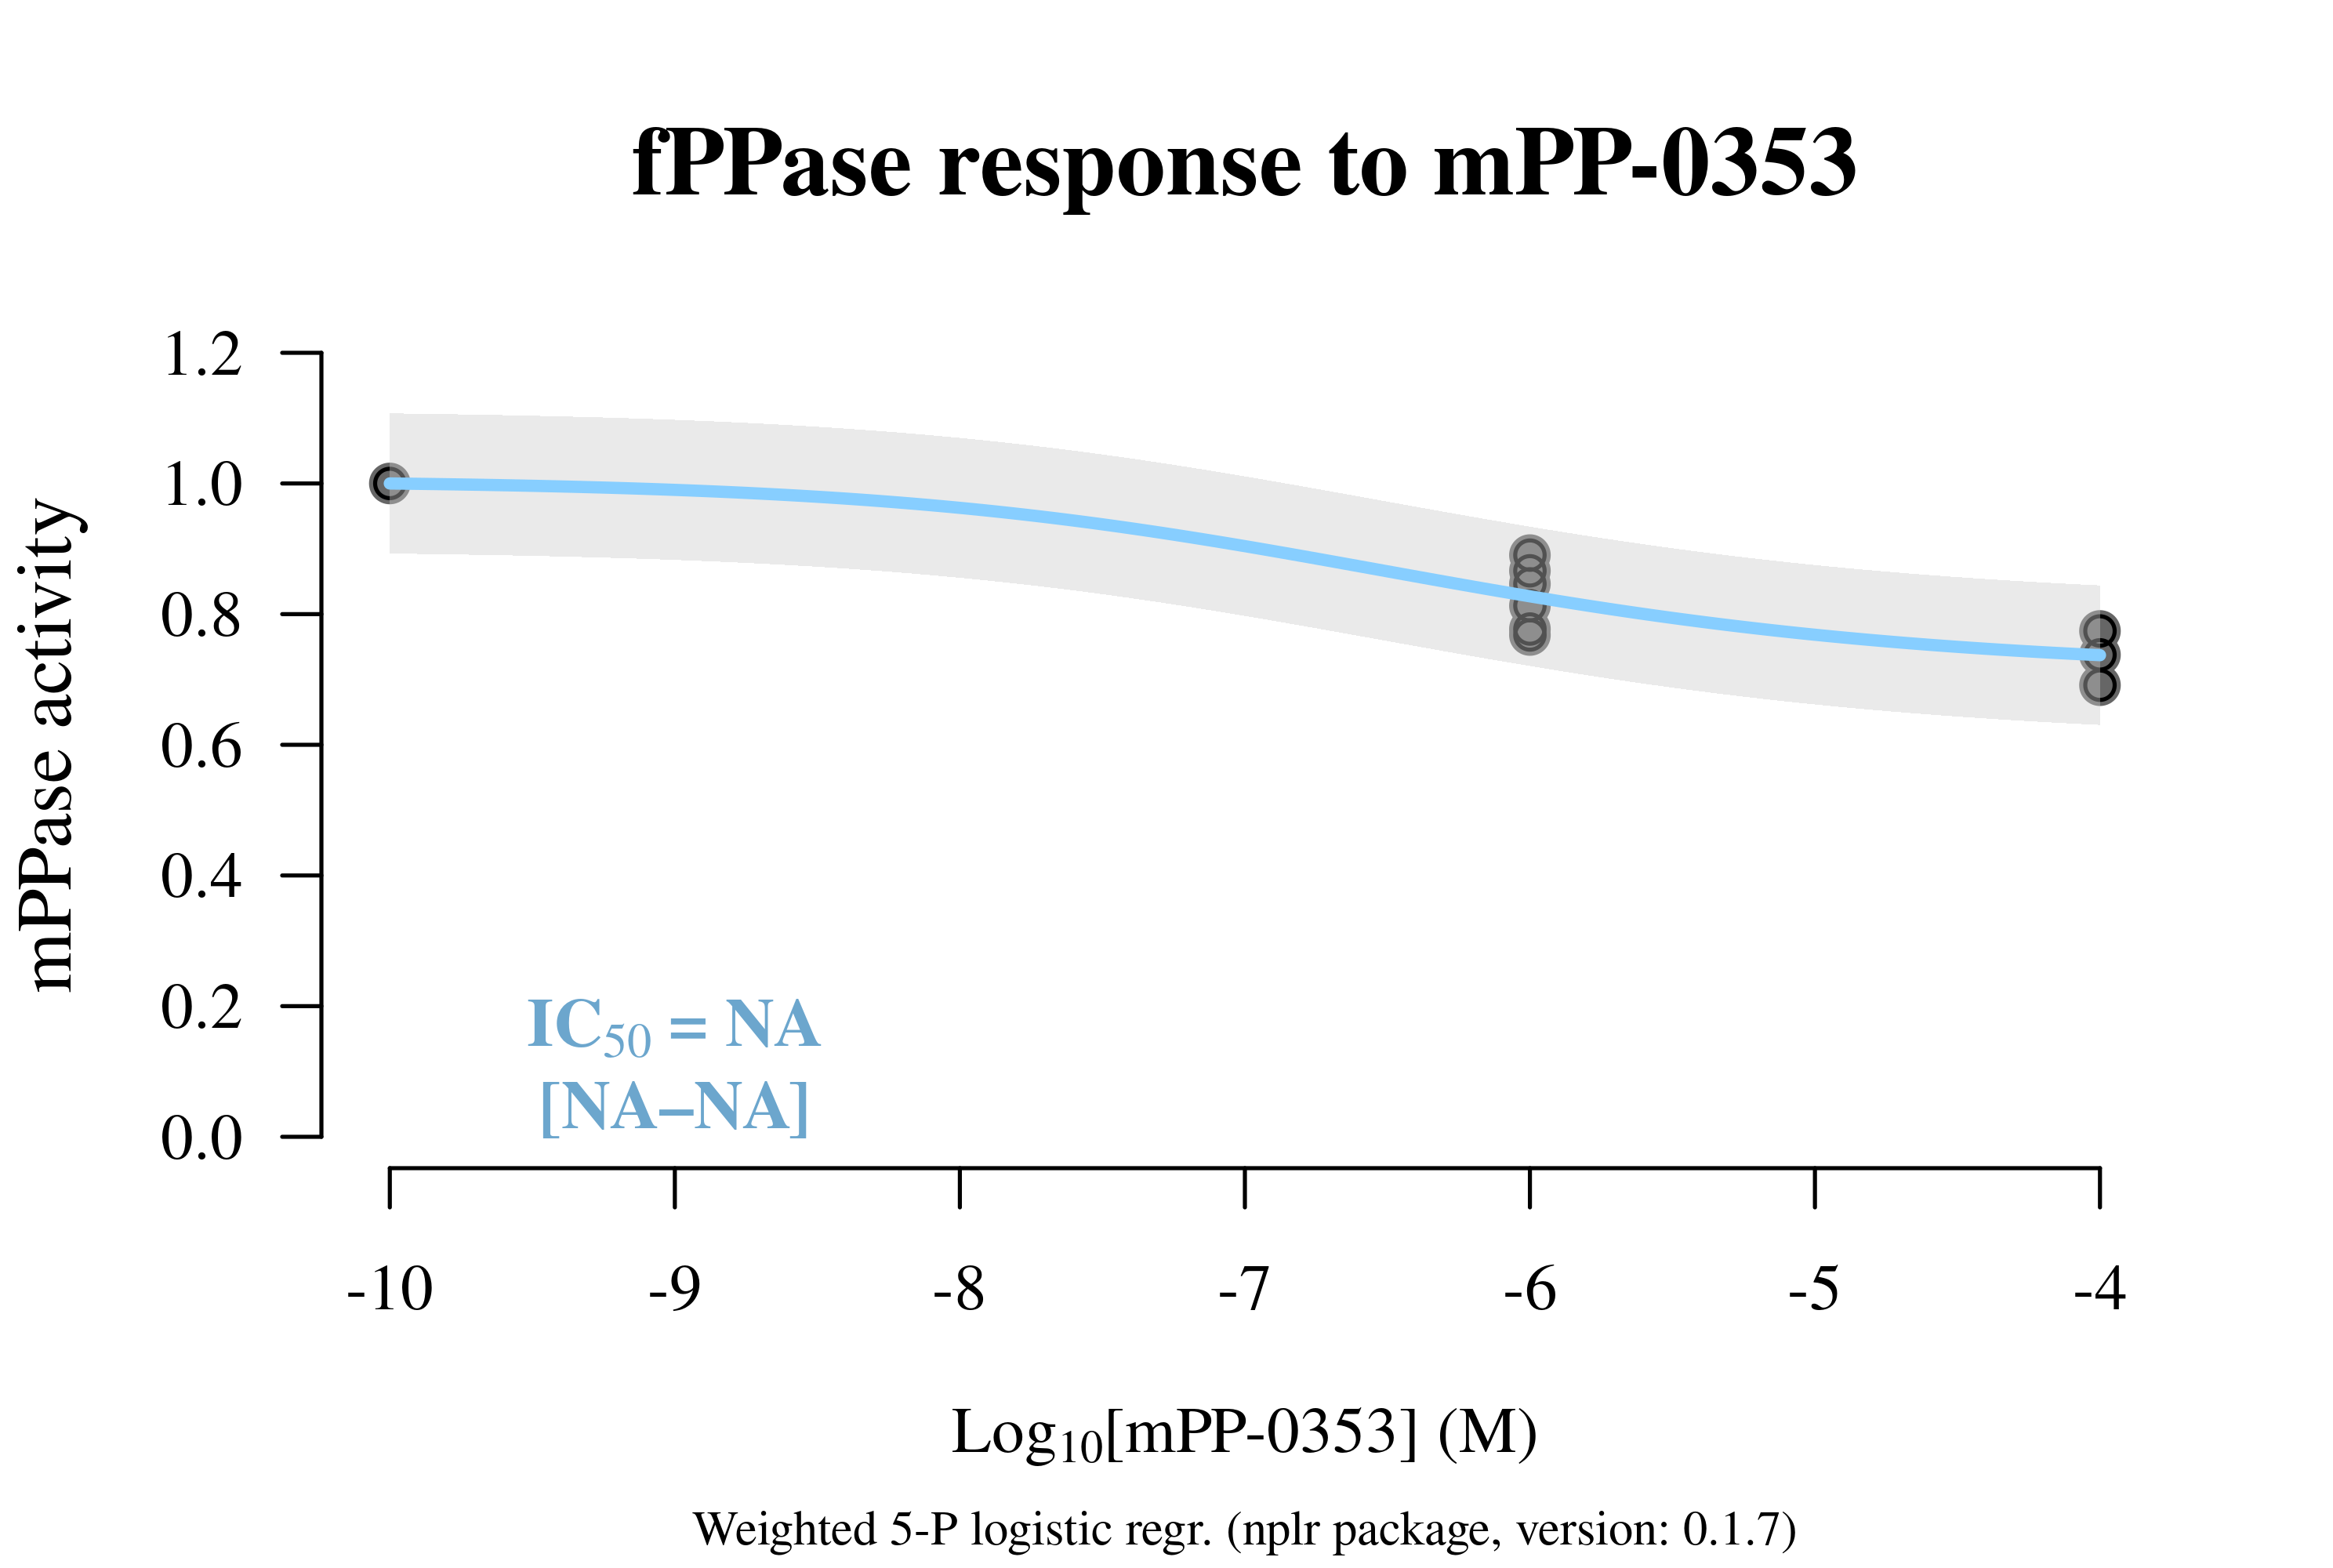 fPPase response to mPP-0353
mPPase activity
1.2
1.0
0.8
0.6
0.4
0.2
0.0
IC50 = NA
[NA–NA]
-10 -9 -8 -7 -6 -5 -4
Log10[mPP-0353] (M)
Weighted 5-P logistic regr. (nplr package, version: 0.1.7)